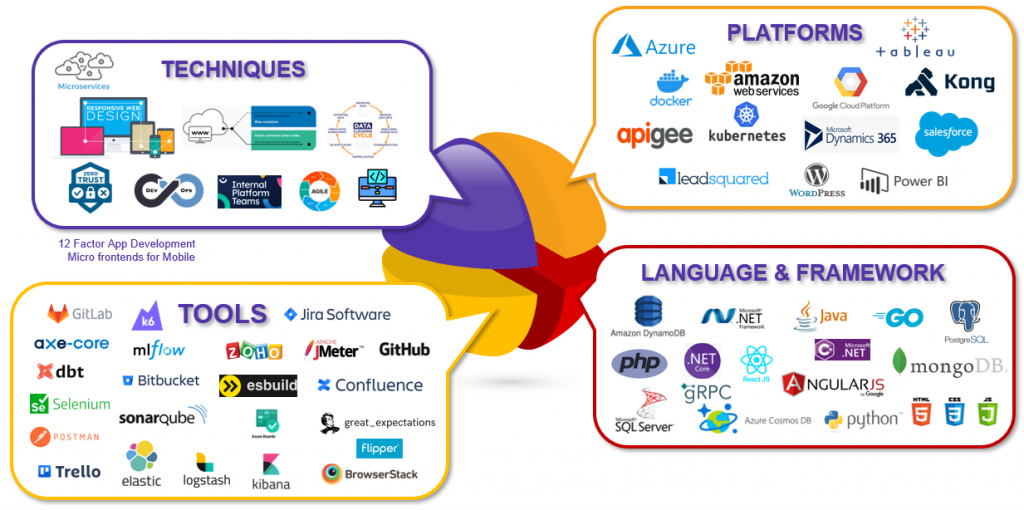 TECHNIQUES
Microservices
RESPONSIVE WEB
DESIGN
WWW
DATA
CLEANSING
CYCLE
ZERO
TRUST
DEV
OPS
Internal
Platform
Teams
AGILE
12 Factor App Development
Micro frontends for Mobile
PLATFORMS
Azure
+ a b l e a u
docker
amazon
web services
Google Cloud Platform
Kong
apigee
kubernetes
Microsoft
Dynamics 365
salesforce
leadsquared
WORDPRESS
Power BI
TOOLS
GitLab
k6
Jira Software
axe-core
mlflow
ZOHO
APACHE
JMeter™
GitHub
dbt
Bitbucket
esbuild
Confluence
Se
Selenium
sonarqube
Azure Boards
great_expectations
POSTMAN
flipper
Trello
elastic
logstash
kibana
BrowserStack
LANGUAGE & FRAMEWORK
Amazon DynamoDB
Microsoft
.NET
Framework
Java
GO
PostgreSQL
php
.NET
Core
React JS
Microsoft
C#
.NET
mongoDB
gRPC
ANGULARJS
by Google
Microsoft
SQL Server
Azure Cosmos DB
python™
HTML
5
CSS
3
JS